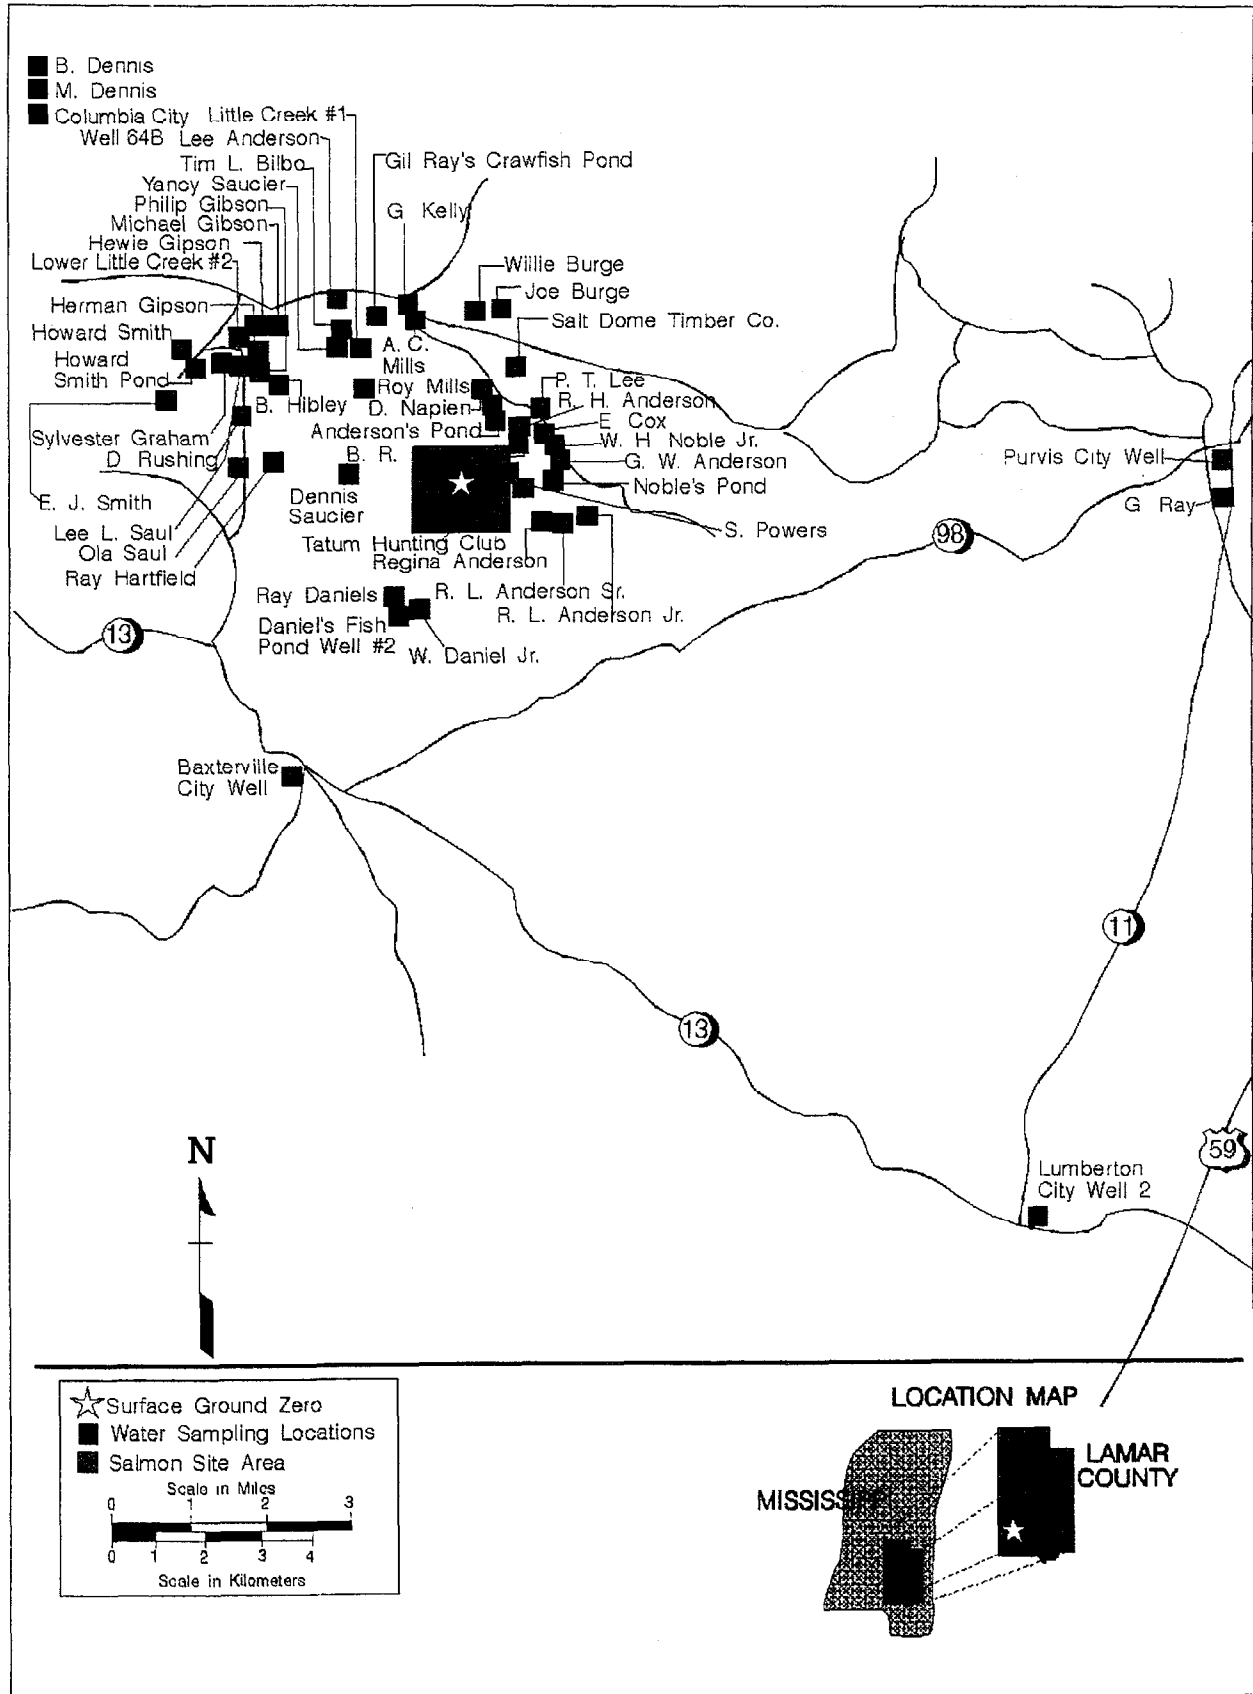 B. Dennis
M. Dennis
Columbia City Little Creek #1
Well 64B Lee Anderson
Tim L. Bilbo
Gil Ray's Crawfish Pond
Yancy Saucier
Philip Gibson
G Kelly
Michael Gibson
Hewie Gipson
Lower Little Creek #2
Willie Burge
Joe Burge
Herman Gipson
Salt Dome Timber Co.
Howard Smith
A. C.
Mills
Howard
Smith Pond
Roy Mills
P. T. Lee
B. Hibley
D. Napien
R. H. Anderson
Anderson's Pond
E Cox
Sylvester Graham
W. H Noble Jr.
B. R.
D Rushing
G. W. Anderson
Purvis City Well
Noble's Pond
E. J. Smith
Dennis
Saucier
G Ray
Lee L. Saul
S. Powers
98
Tatum Hunting Club
Ola Saul
Regina Anderson
Ray Hartfield
R. L. Anderson Sr.
Ray Daniels
R. L. Anderson Jr.
13
Daniel's Fish
Pond Well #2
W. Daniel Jr.
Baxterville
City Well
11
13
N
59
Lumberton
City Well 2
Surface Ground Zero
Water Sampling Locations
Salmon Site Area
Scale in Miles
0 1 2 3
0 1 2 3 4
Scale in Kilometers
LOCATION MAP
LAMAR
COUNTY